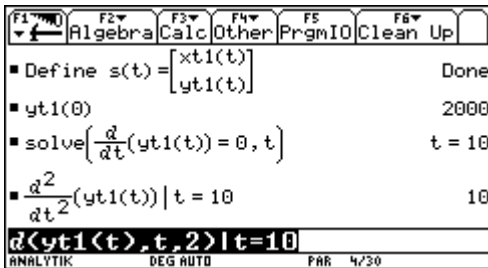 F1 F2 Algebra F3 Calc F4 Other F5 PrgmIO F6 Clean Up
▪ Define s(t)=[xt1(t) yt1(t)] Done
▪ yt1(0) 2000
▪ solve(d/dt(yt1(t))=0,t) t = 10
▪ d²/dt²(yt1(t))|t = 10 10
d(yt1(t),t,2)|t=10
ANALYTIK DEG AUTO PAR 4/30